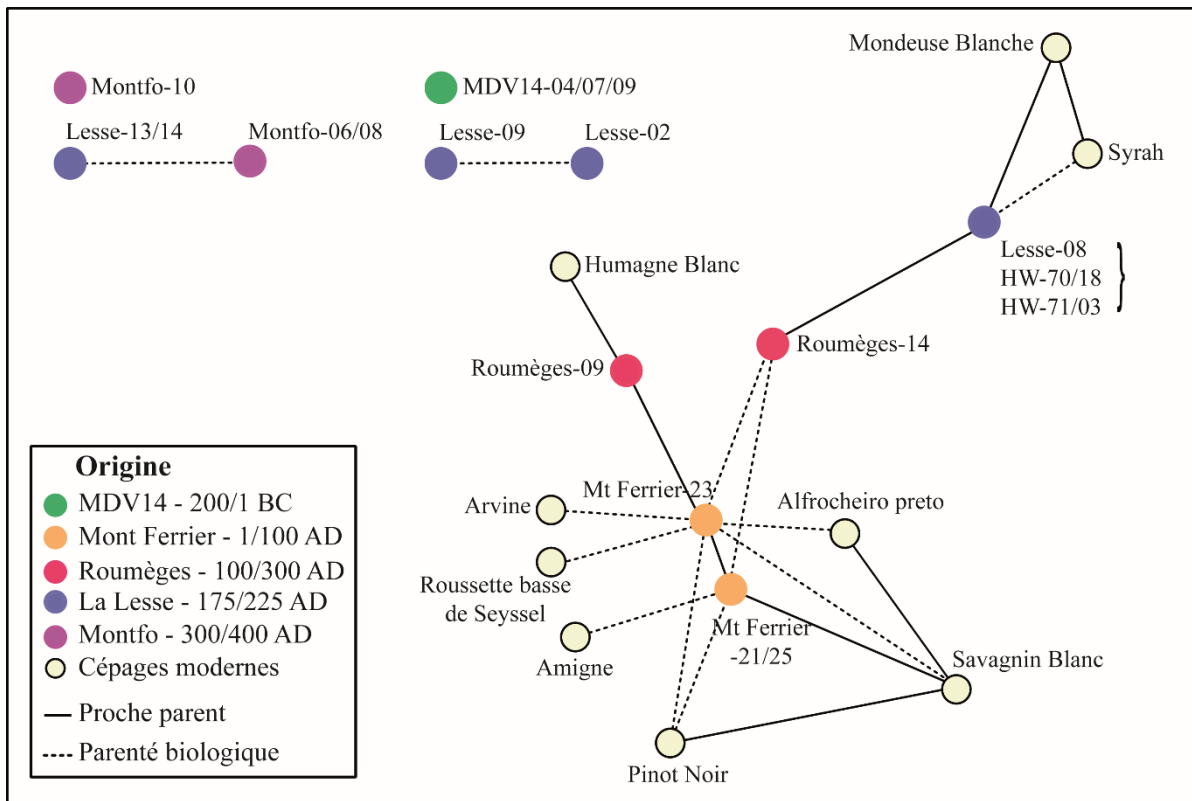 Mondeuse Blanche
Montfo-10
MDV14-04/07/09
Lesse-13/14
Montfo-06/08
Lesse-09
Lesse-02
Syrah
Lesse-08
HW-70/18
HW-71/03
Humagne Blanc
Roumèges-14
Roumèges-09
Mt Ferrier-23
Alfrocheiro preto
Arvine
Roussette basse
de Seyssel
Mt Ferrier
-21/25
Amigne
Savagnin Blanc
Pinot Noir
Origine
MDV14 - 200/1 BC
Mont Ferrier - 1/100 AD
Roumèges - 100/300 AD
La Lesse - 175/225 AD
Montfo - 300/400 AD
Cépages modernes
Proche parent
Parenté biologique